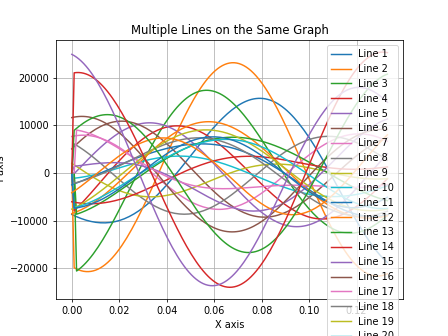 Multiple Lines on the Same Graph
20000
10000
0
−10000
−20000
0.00
0.02
0.04
0.06
0.08
0.10
X axis
Line 1
Line 2
Line 3
Line 4
Line 5
Line 6
Line 7
Line 8
Line 9
Line 10
Line 11
Line 12
Line 13
Line 14
Line 15
Line 16
Line 17
Line 18
Line 19
Line 20